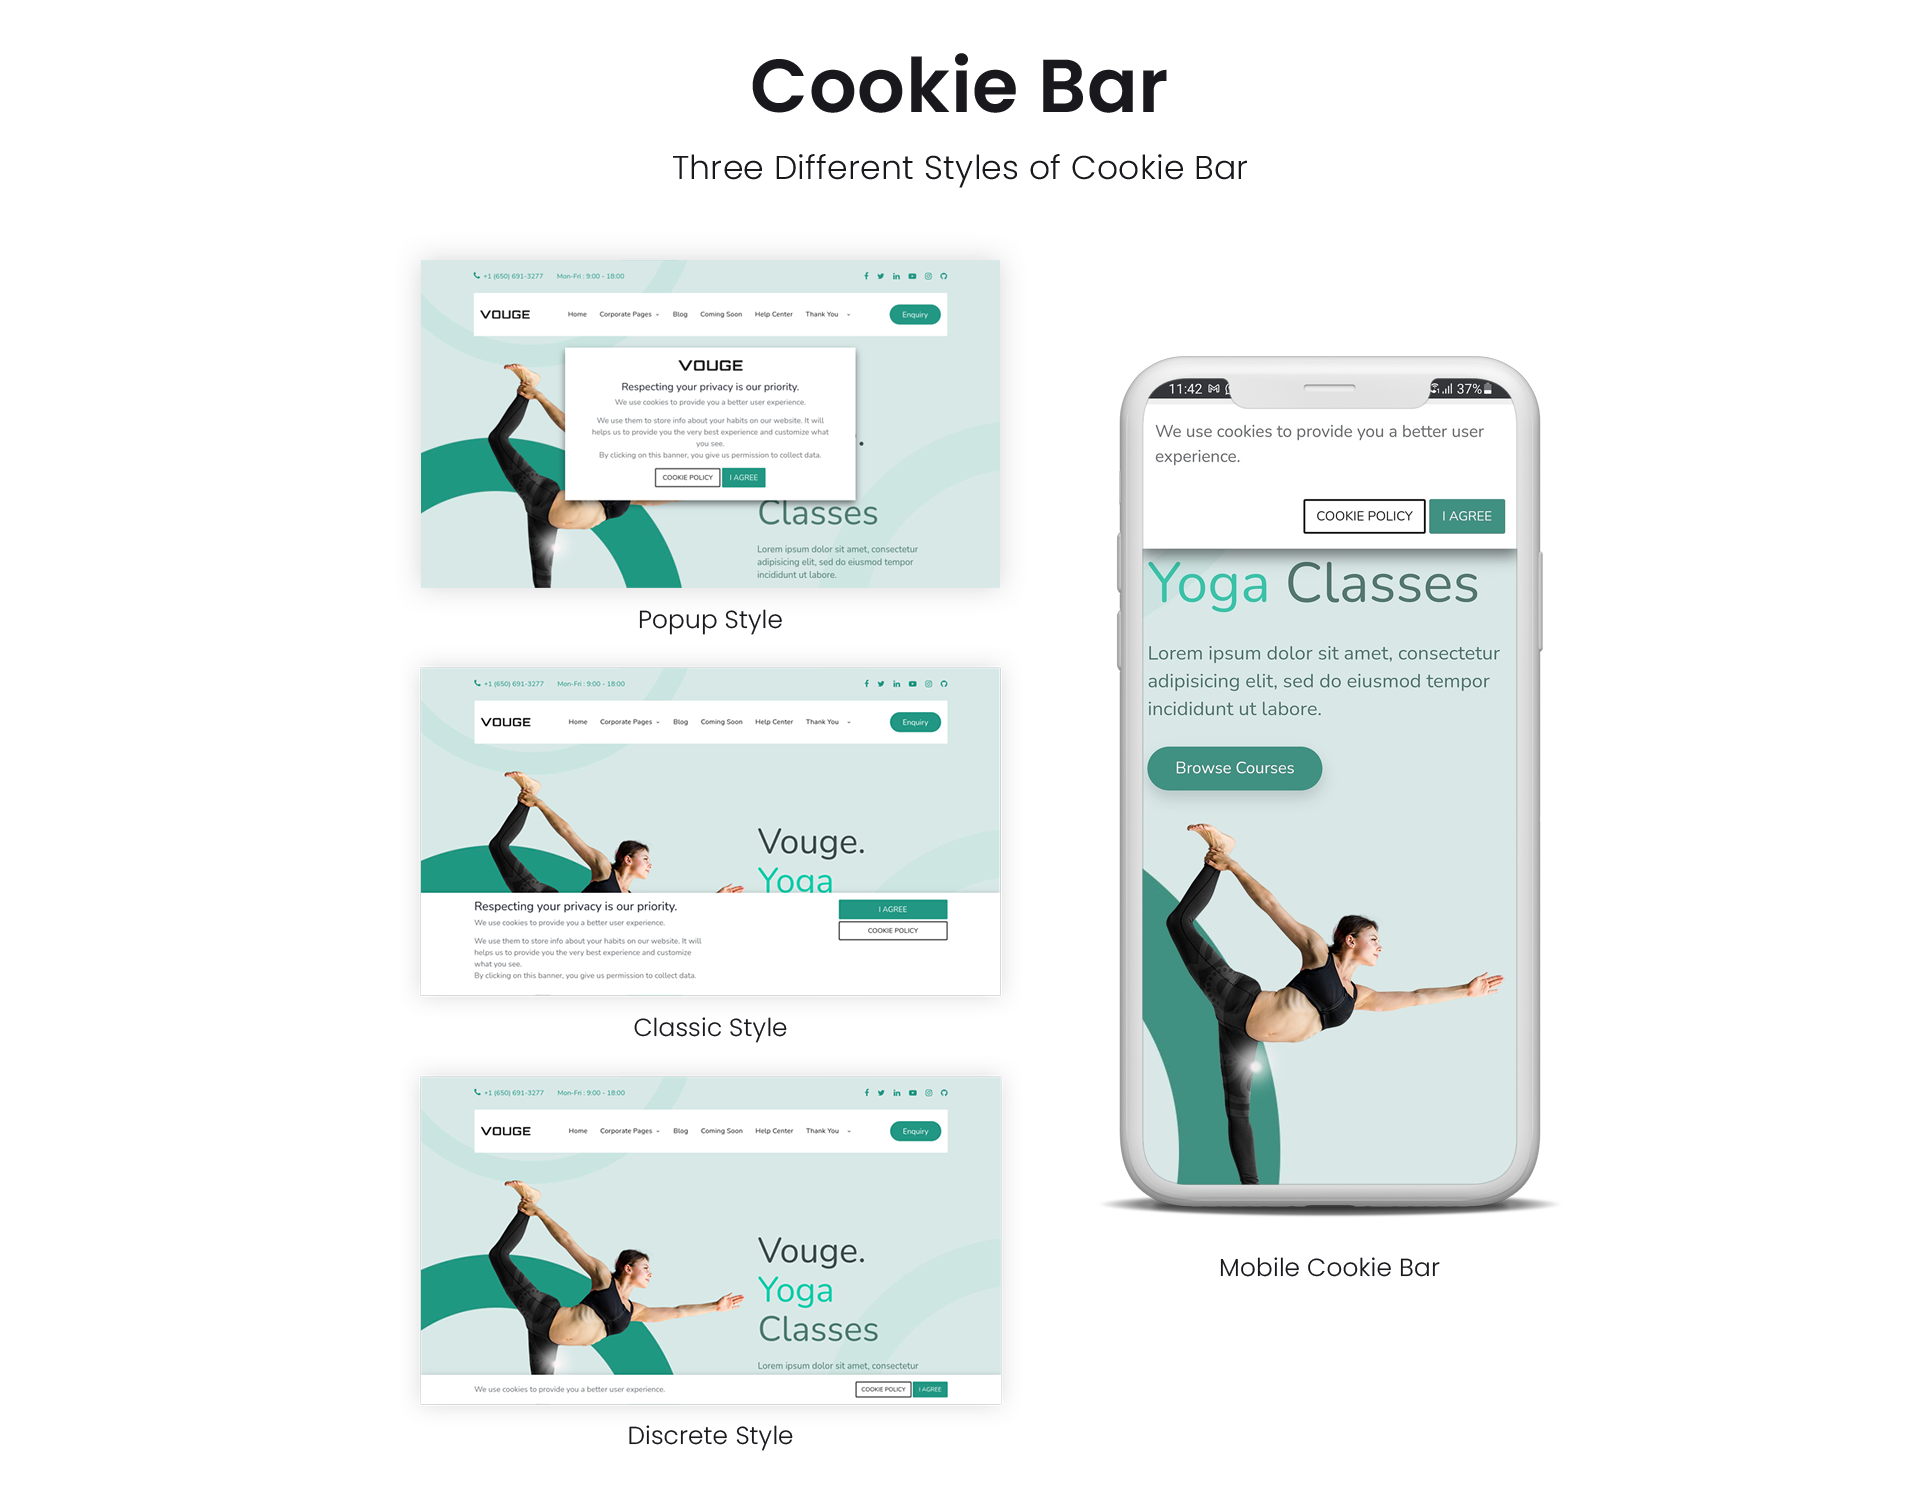 Cookie Bar
Three Different Styles of Cookie Bar
+1 (650) 691-3277 Mon-Fri : 9:00 - 18:00
VOUGE Home Corporate Pages Blog Coming Soon Help Center Thank You Enquiry
VOUGE
Respecting your privacy is our priority.
We use cookies to provide you a better user experience.
We use them to store info about your habits on our website. It will
helps us to provide you the very best experience and customize what
you see.
By clicking on this banner, you give us permission to collect data.
COOKIE POLICY I AGREE
Classes
Lorem ipsum dolor sit amet, consectetur
adipisicing elit, sed do eiusmod tempor
incididunt ut labore.
Popup Style
+1 (650) 691-3277 Mon-Fri : 9:00 - 18:00
VOUGE Home Corporate Pages Blog Coming Soon Help Center Thank You Enquiry
Vouge.
Yoga
Respecting your privacy is our priority.
We use cookies to provide you a better user experience.
We use them to store info about your habits on our website. It will
helps us to provide you the very best experience and customize
what you see.
By clicking on this banner, you give us permission to collect data.
I AGREE
COOKIE POLICY
Classic Style
+1 (650) 691-3277 Mon-Fri : 9:00 - 18:00
VOUGE Home Corporate Pages Blog Coming Soon Help Center Thank You Enquiry
Vouge.
Yoga
Classes
Lorem ipsum dolor sit amet, consectetur
We use cookies to provide you a better user experience. COOKIE POLICY I AGREE
Discrete Style
11:42 37%
We use cookies to provide you a better user
experience.
COOKIE POLICY I AGREE
Yoga Classes
Lorem ipsum dolor sit amet, consectetur
adipisicing elit, sed do eiusmod tempor
incididunt ut labore.
Browse Courses
Mobile Cookie Bar